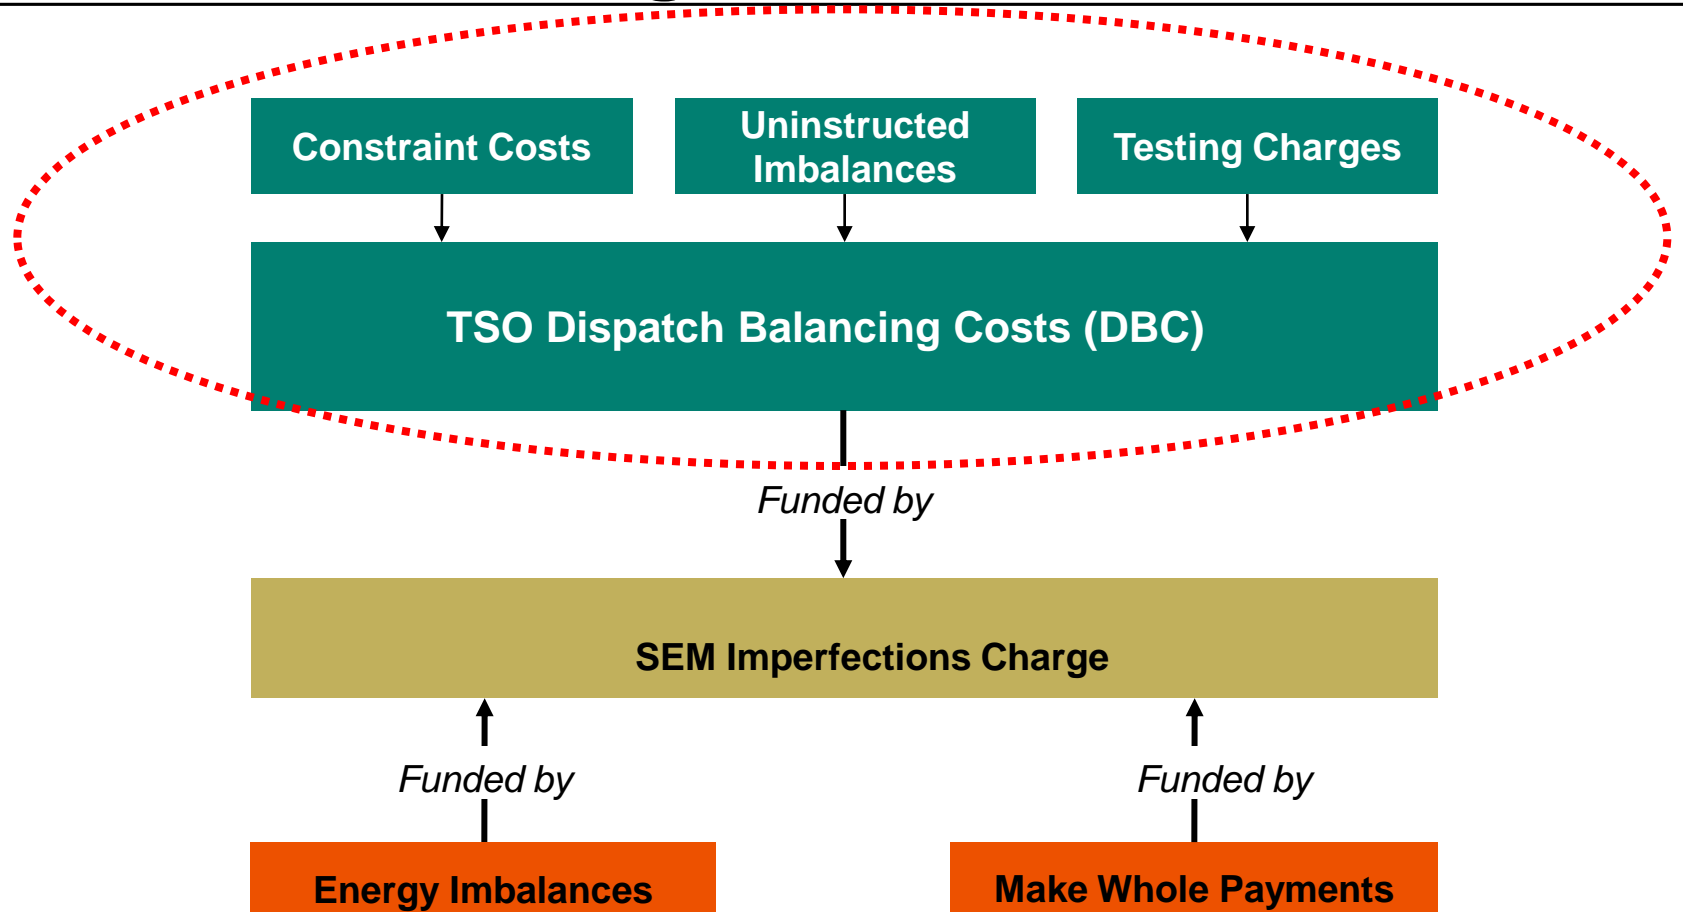 Constraint Costs
Uninstructed
Imbalances
Testing Charges
TSO Dispatch Balancing Costs (DBC)
Funded by
SEM Imperfections Charge
Funded by
Funded by
Energy Imbalances
Make Whole Payments